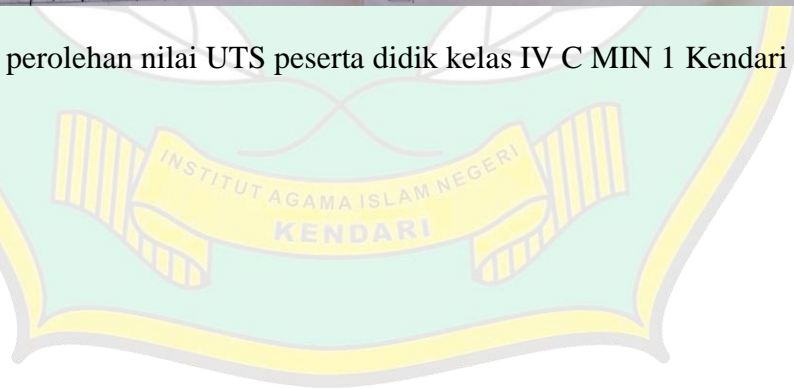 perolehan nilai UTS peserta didik kelas IV C MIN 1 Kendari
INSTITUT AGAMA ISLAM NEGERI
KENDARI